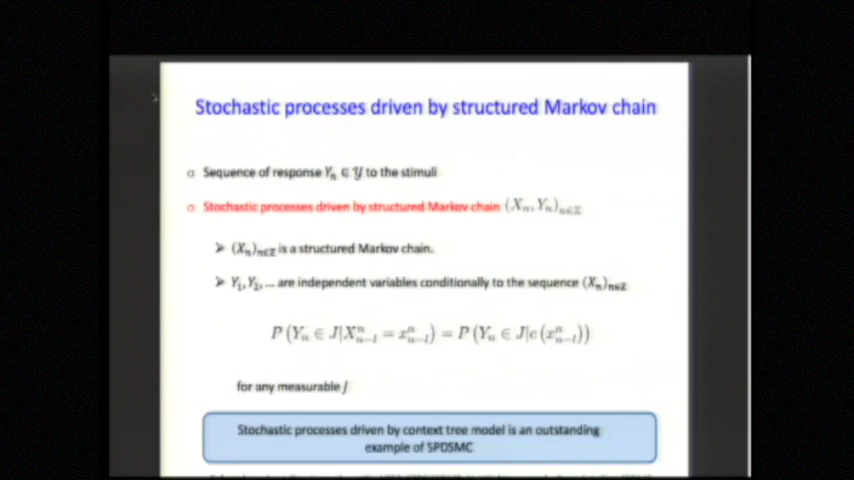 Stochastic processes driven by structured Markov chain
o Sequence of response Yₙ ∈ 𝒴 to the stimuli
o Stochastic processes driven by structured Markov chain (Xₙ, Yₙ)ₙ∈ℤ
➢ (Xₙ)ₙ∈ℤ is a structured Markov chain.
➢ Y₁, Y₂, ... are independent variables conditionally to the sequence (Xₙ)ₙ∈ℤ
P (Yₙ ∈ J|Xⁿₙ₋ₗ = xⁿₙ₋ₗ) = P (Yₙ ∈ J|c (xⁿₙ₋ₗ))
for any measurable J
Stochastic processes driven by context tree model is an outstanding
example of SPDSMC